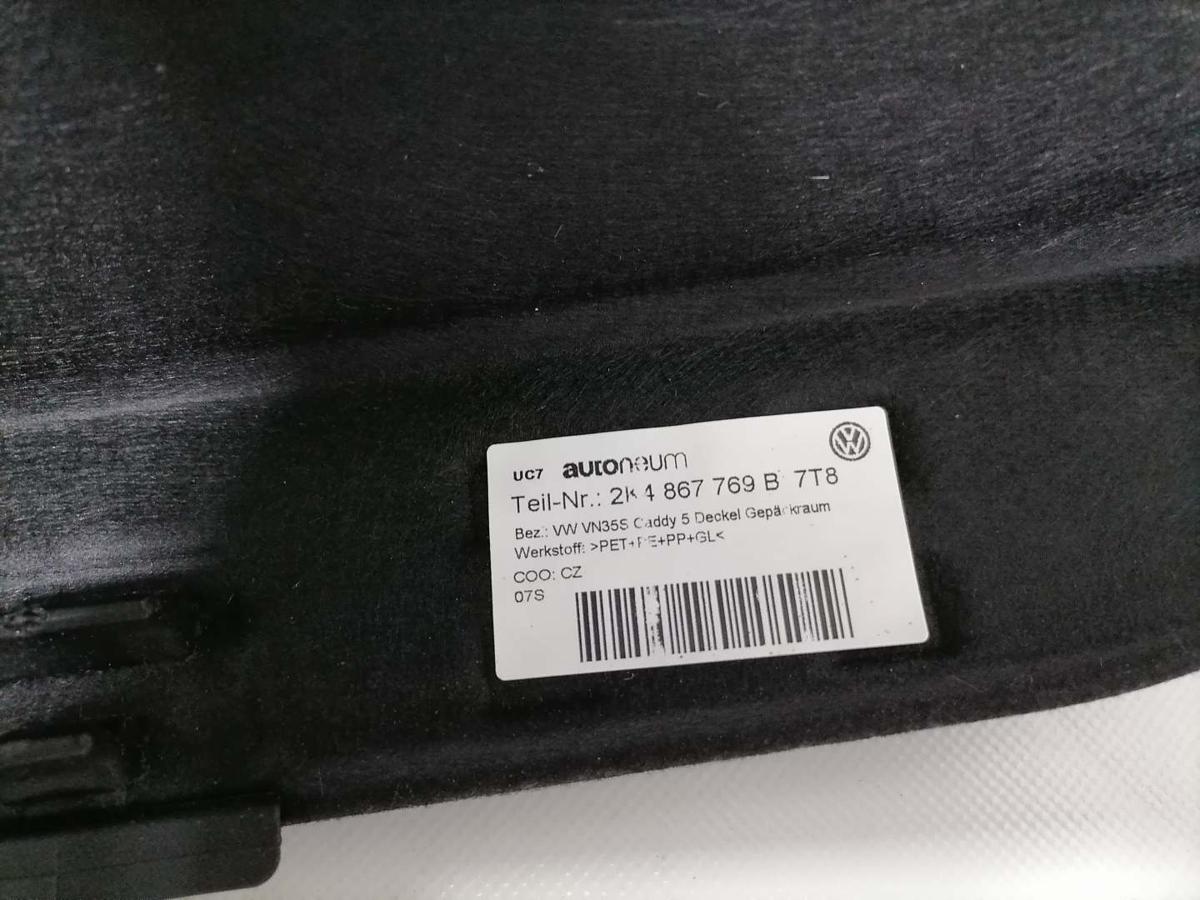 UC7 autoneum
Teil-Nr.: 2K4 867 769 B 7T8
Bez.: VW VN35S Caddy 5 Deckel Gepäckraum
Werkstoff: >PET+PE+PP+GL<
COO: CZ
07S